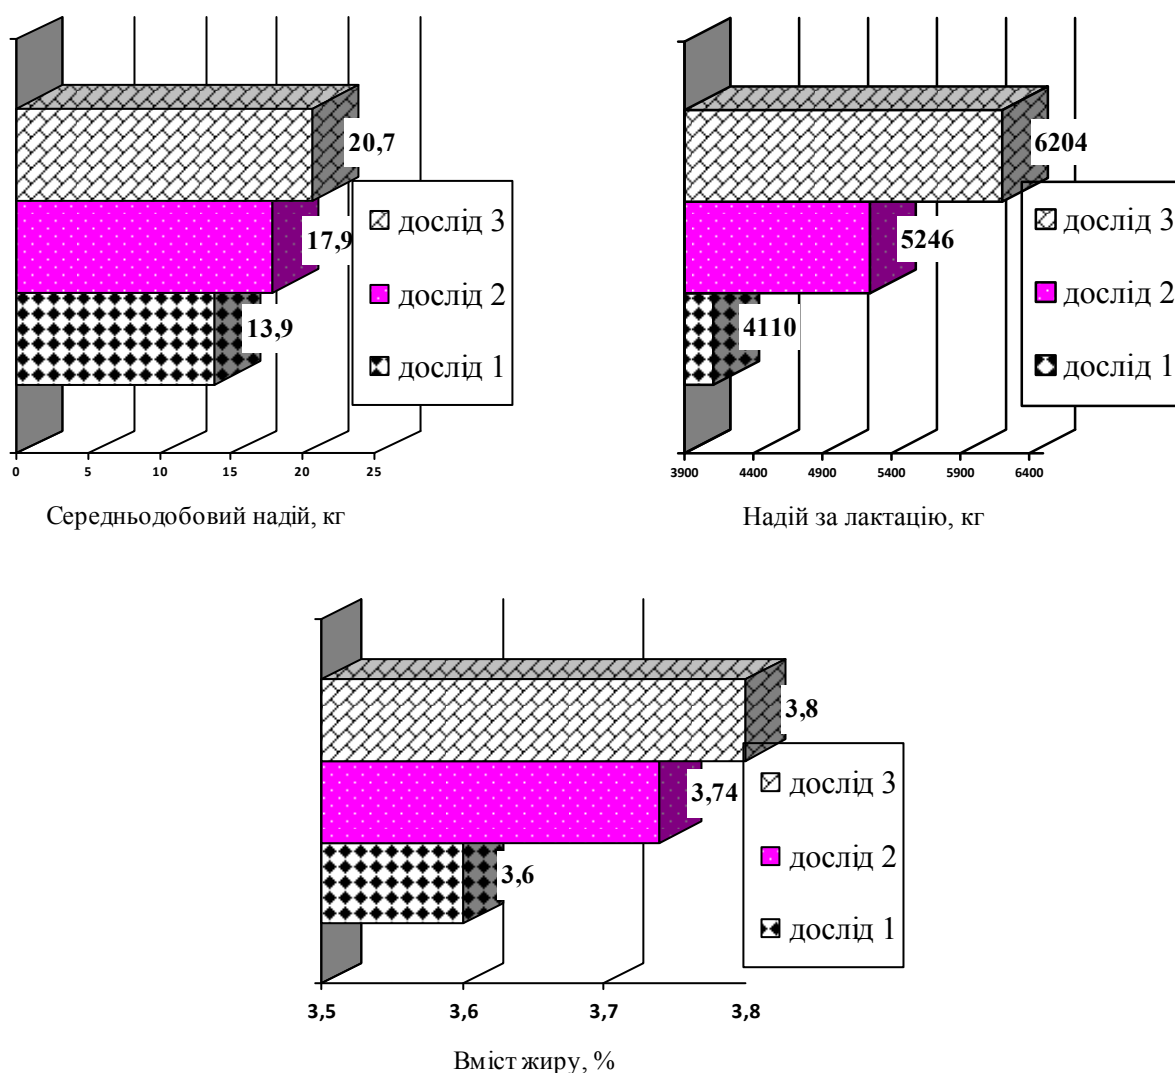 20,7
17,9
13,9
дослід 3
дослід 2
дослід 1
0 5 10 15 20 25
Середньодобовий надій, кг
6204
5246
4110
дослід 3
дослід 2
дослід 1
3900 4400 4900 5400 5900 6400
Надій за лактацію, кг
3,8
3,74
3,6
дослід 3
дослід 2
дослід 1
3,5 3,6 3,7 3,8
Вміст жиру, %